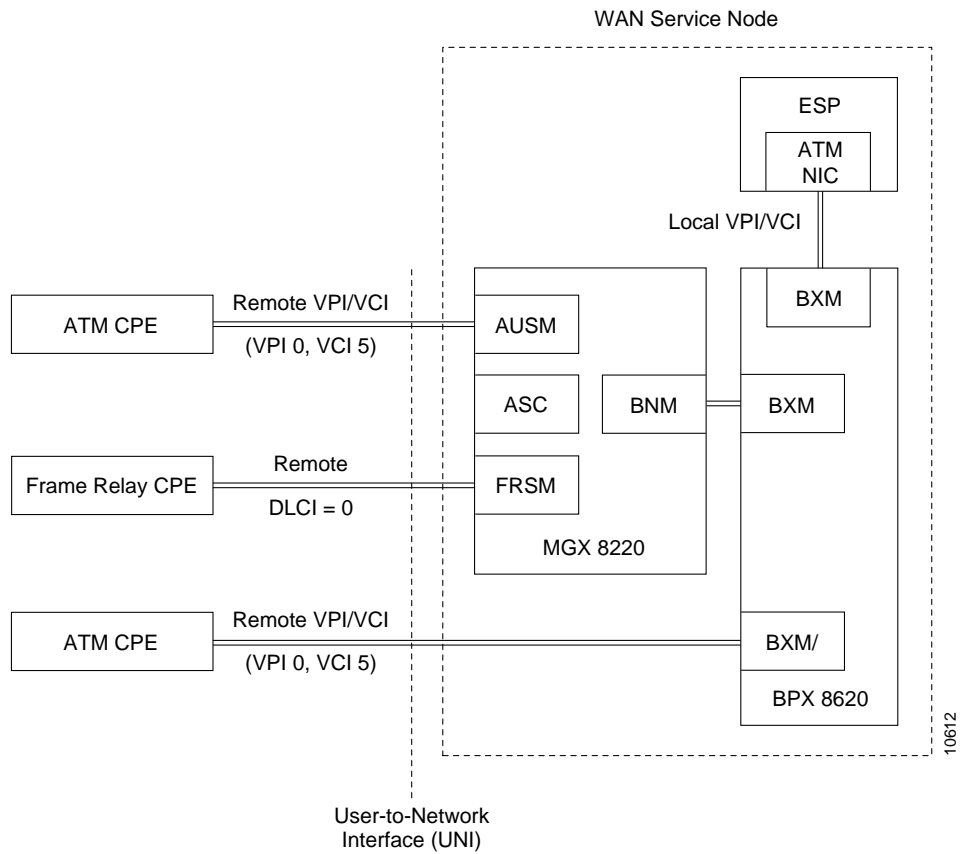 WAN Service Node
ESP
ATM
NIC
Local VPI/VCI
BXM
Remote VPI/VCI
ATM CPE
AUSM
(VPI 0, VCI 5)
ASC
BNM
BXM
Remote
Frame Relay CPE
FRSM
DLCI = 0
MGX 8220
Remote VPI/VCI
ATM CPE
BXM/
(VPI 0, VCI 5)
BPX 8620
10612
User-to-Network
Interface (UNI)